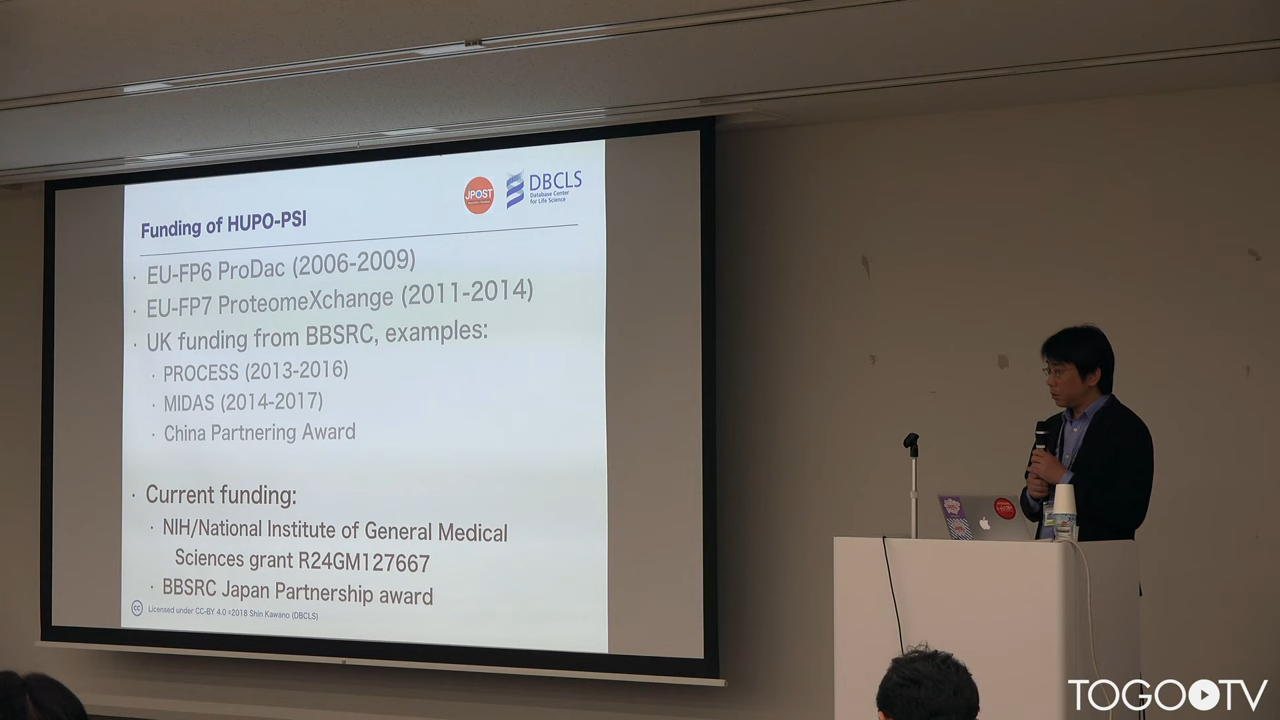 JPOST
DBCLS
Database Center
for Life Science
Funding of HUPO-PSI
· EU-FP6 ProDac (2006-2009)
· EU-FP7 ProteomeXchange (2011-2014)
· UK funding from BBSRC, examples:
· PROCESS (2013-2016)
· MIDAS (2014-2017)
· China Partnering Award
· Current funding:
· NIH/National Institute of General Medical
Sciences grant R24GM127667
· BBSRC Japan Partnership award
cc Licensed under CC-BY 4.0 ©2018 Shin Kawano (DBCLS)
TOGOTV